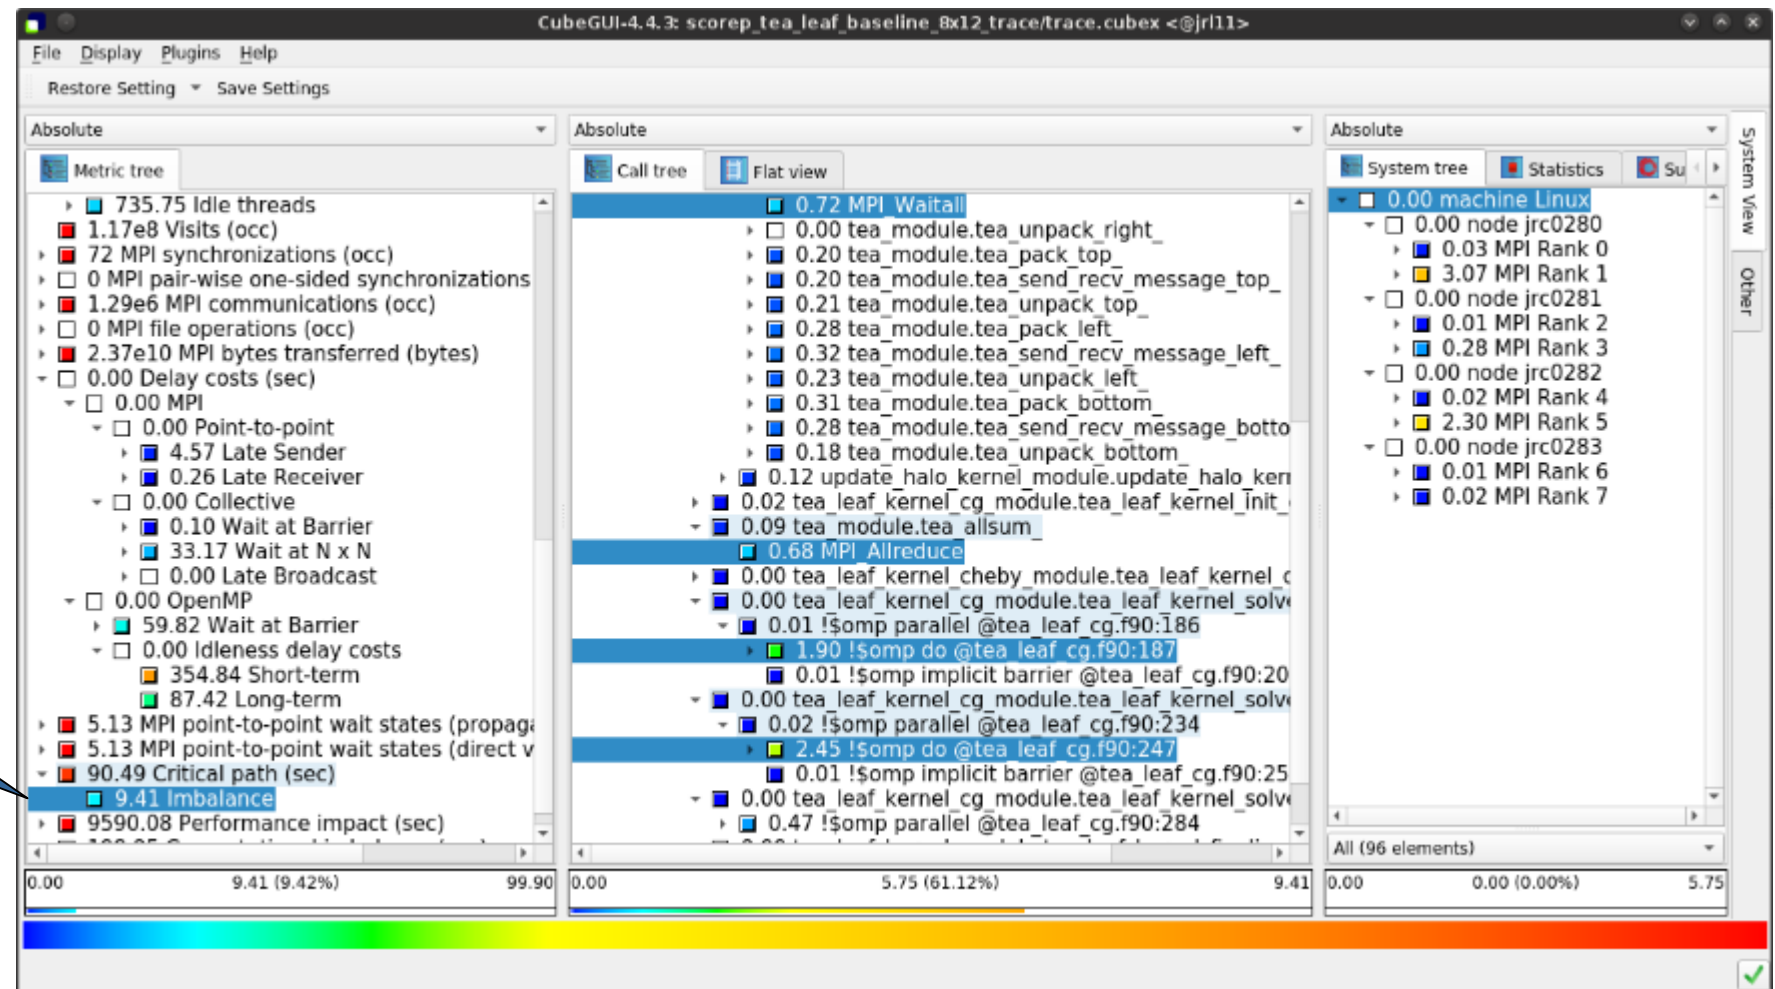 CubeGUI-4.4.3: scorep_tea_leaf_baseline_8x12_trace/trace.cubex <@jrl11>
File Display Plugins Help
Restore Setting Save Settings
Absolute
Metric tree
735.75 Idle threads
1.17e8 Visits (occ)
72 MPI synchronizations (occ)
0 MPI pair-wise one-sided synchronizations
1.29e6 MPI communications (occ)
0 MPI file operations (occ)
2.37e10 MPI bytes transferred (bytes)
0.00 Delay costs (sec)
0.00 MPI
0.00 Point-to-point
4.57 Late Sender
0.26 Late Receiver
0.00 Collective
0.10 Wait at Barrier
33.17 Wait at N x N
0.00 Late Broadcast
0.00 OpenMP
59.82 Wait at Barrier
0.00 Idleness delay costs
354.84 Short-term
87.42 Long-term
5.13 MPI point-to-point wait states (propaga
5.13 MPI point-to-point wait states (direct v
90.49 Critical path (sec)
9.41 Imbalance
9590.08 Performance impact (sec)
0.00 9.41 (9.42%) 99.90
Absolute
Call tree Flat view
0.72 MPI_Waitall
0.00 tea_module.tea_unpack_right_
0.20 tea_module.tea_pack_top_
0.20 tea_module.tea_send_recv_message_top_
0.21 tea_module.tea_unpack_top_
0.28 tea_module.tea_pack_left_
0.32 tea_module.tea_send_recv_message_left_
0.23 tea_module.tea_unpack_left_
0.31 tea_module.tea_pack_bottom_
0.28 tea_module.tea_send_recv_message_botto
0.18 tea_module.tea_unpack_bottom_
0.12 update_halo_kernel_module.update_halo_kern
0.02 tea_leaf_kernel_cg_module.tea_leaf_kernel_init_
0.09 tea_module.tea_allsum_
0.68 MPI_Allreduce
0.00 tea_leaf_kernel_cheby_module.tea_leaf_kernel_c
0.00 tea_leaf_kernel_cg_module.tea_leaf_kernel_solve
0.01 !$omp parallel @tea_leaf_cg.f90:186
1.90 !$omp do @tea_leaf_cg.f90:187
0.01 !$omp implicit barrier @tea_leaf_cg.f90:20
0.00 tea_leaf_kernel_cg_module.tea_leaf_kernel_solve
0.02 !$omp parallel @tea_leaf_cg.f90:234
2.45 !$omp do @tea_leaf_cg.f90:247
0.01 !$omp implicit barrier @tea_leaf_cg.f90:25
0.00 tea_leaf_kernel_cg_module.tea_leaf_kernel_solve
0.47 !$omp parallel @tea_leaf_cg.f90:284
0.00 5.75 (61.12%) 9.41
Absolute
System tree Statistics Su
0.00 machine Linux
0.00 node jrc0280
0.03 MPI Rank 0
3.07 MPI Rank 1
0.00 node jrc0281
0.01 MPI Rank 2
0.28 MPI Rank 3
0.00 node jrc0282
0.02 MPI Rank 4
2.30 MPI Rank 5
0.00 node jrc0283
0.01 MPI Rank 6
0.02 MPI Rank 7
All (96 elements)
0.00 0.00 (0.00%) 5.75
System View
Other